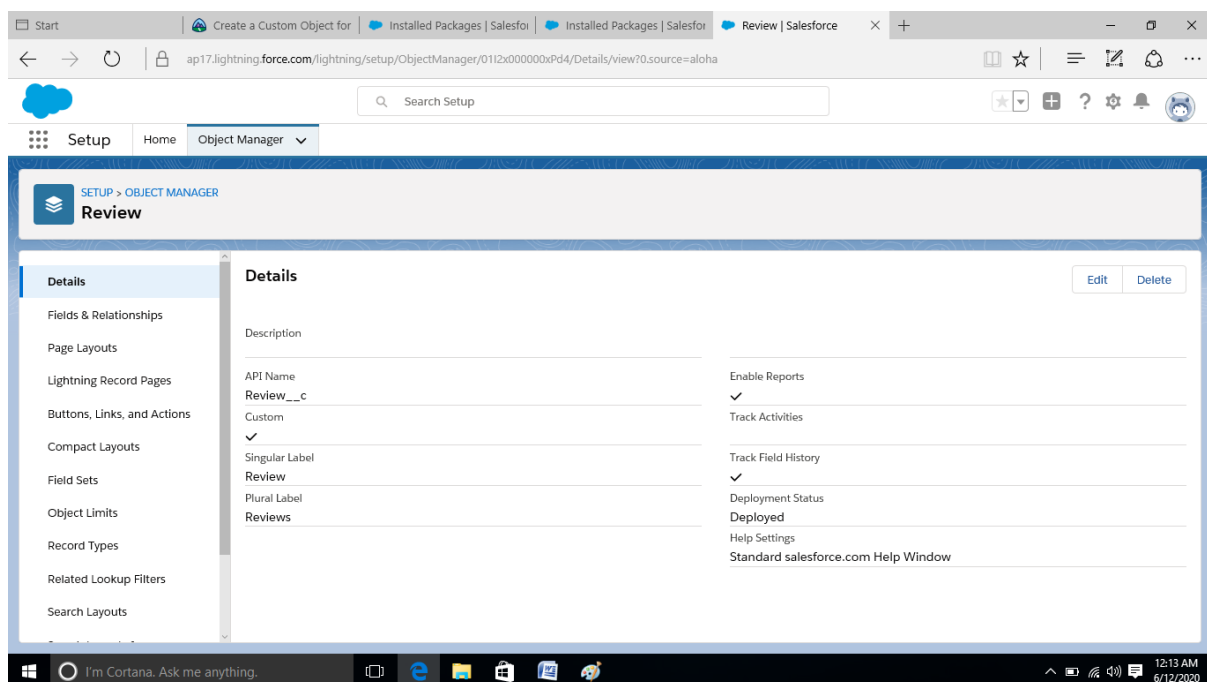 Start
Create a Custom Object for
Installed Packages | Salesfor
Installed Packages | Salesfor
Review | Salesforce
ap17.lightning.force.com/lightning/setup/ObjectManager/01I2x000000xPd4/Details/view?0.source=aloha
Search Setup
Setup
Home
Object Manager
SETUP > OBJECT MANAGER
Review
Details
Fields & Relationships
Page Layouts
Lightning Record Pages
Buttons, Links, and Actions
Compact Layouts
Field Sets
Object Limits
Record Types
Related Lookup Filters
Search Layouts
Details
Edit
Delete
Description
API Name
Review__c
Custom
Singular Label
Review
Plural Label
Reviews
Enable Reports
Track Activities
Track Field History
Deployment Status
Deployed
Help Settings
Standard salesforce.com Help Window
I'm Cortana. Ask me anything.
12:13 AM
6/12/2020